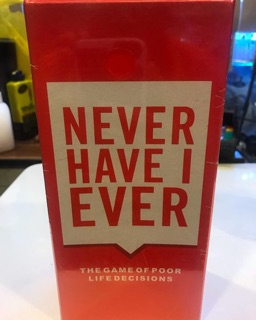 NEVER
HAVE I
EVER
THE GAME OF POOR
LIFE DECISIONS